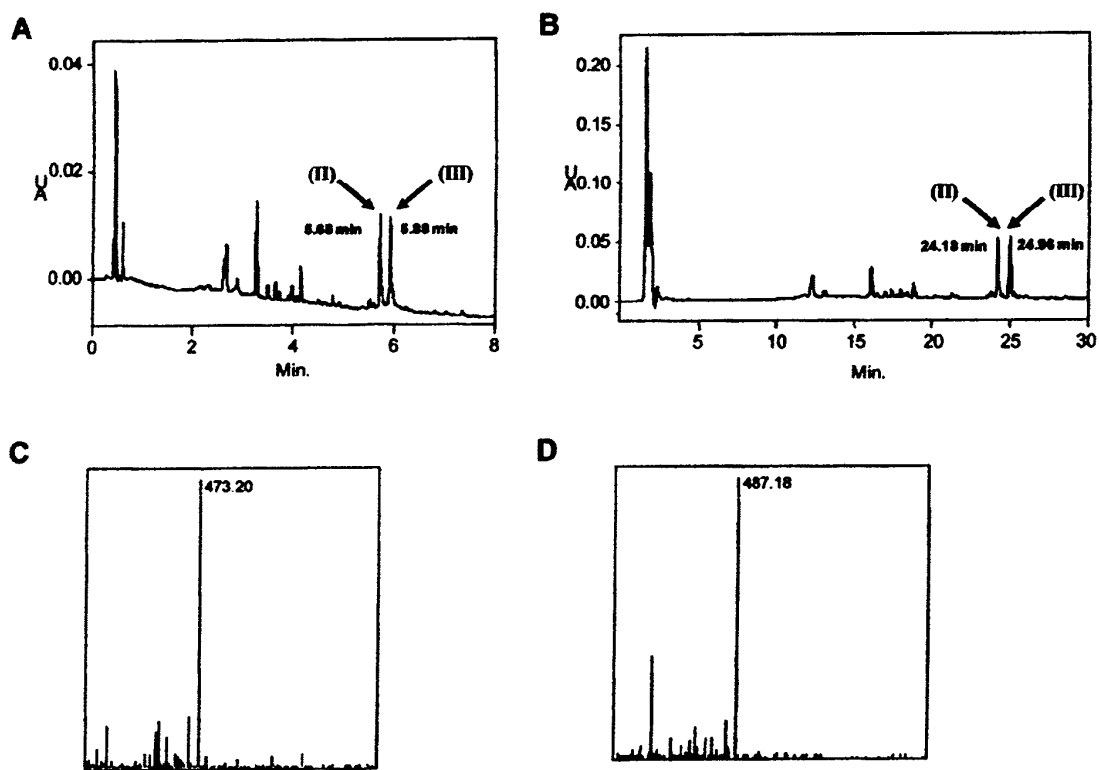 A
0.04
0.02
0.00
AU
(II)
(III)
5.68 min
5.88 min
0
2
4
6
8
Min.
B
0.20
0.15
0.10
0.05
0.00
AU
(II)
(III)
24.18 min
24.96 min
5
10
15
20
25
30
Min.
C
473.20
D
487.18